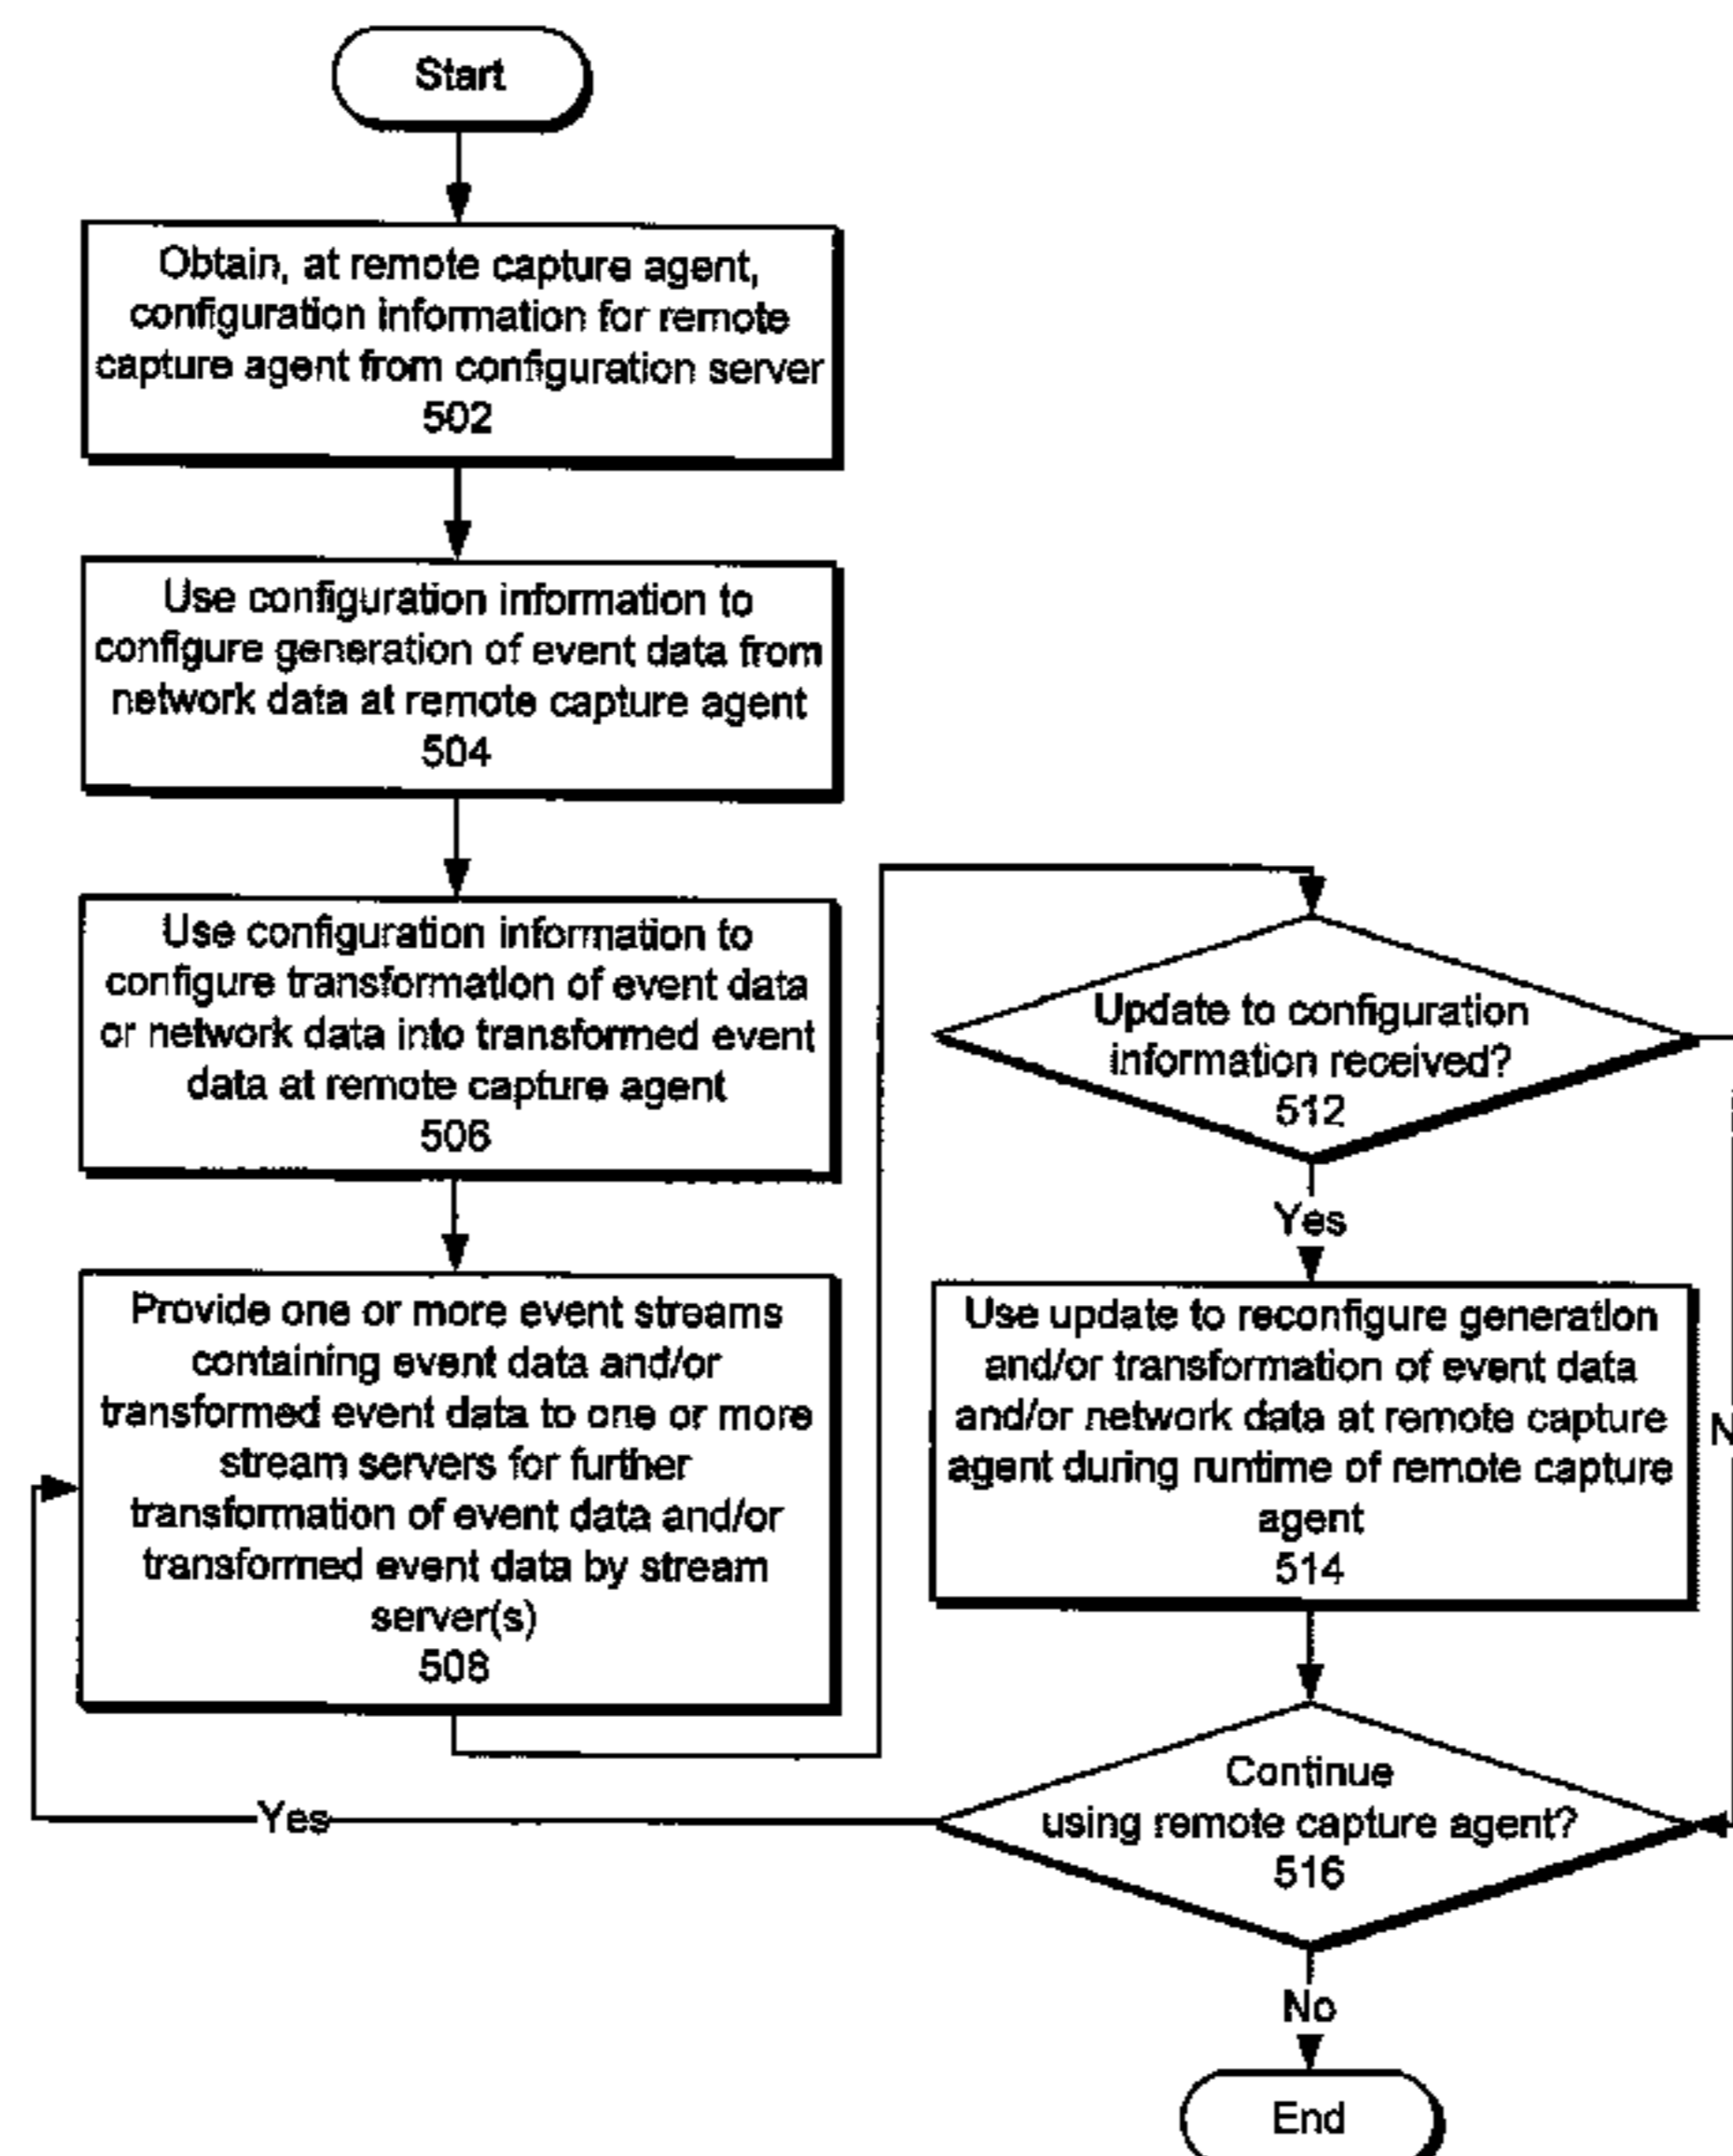 Start
Obtain, at remote capture agent,
configuration information for remote
capture agent from configuration server
502
Use configuration information to
configure generation of event data from
network data at remote capture agent
504
Use configuration information to
configure transformation of event data
or network data into transformed event
data at remote capture agent
506
Provide one or more event streams
containing event data and/or
transformed event data to one or more
stream servers for further
transformation of event data and/or
transformed event data by stream
server(s)
508
Update to configuration
information received?
512
Yes
Use update to reconfigure generation
and/or transformation of event data
and/or network data at remote capture
agent during runtime of remote capture
agent
514
Continue
using remote capture agent?
516
Yes
No
End